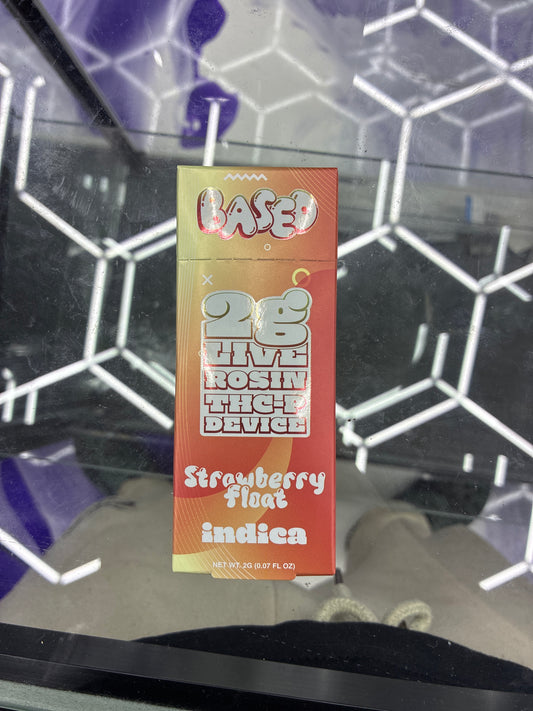 BASED
2g
LIVE
ROSIN
THC-P
DEVICE
Strawberry
float
indica
NET WT. 2G (0.07 FL OZ)